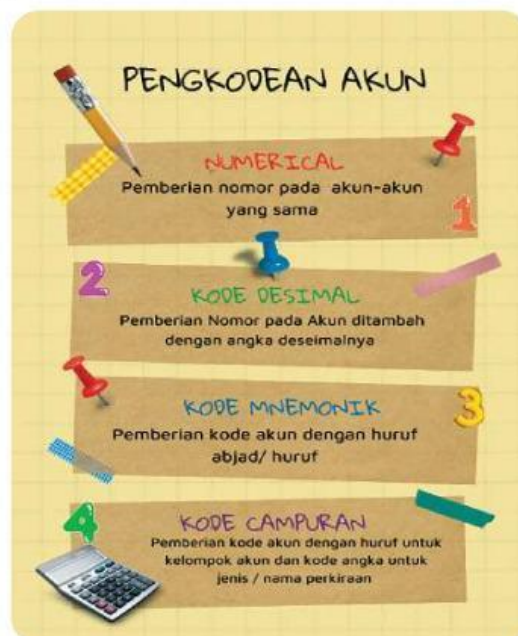 PENGKODEAN AKUN
NUMERICAL
Pemberian nomor pada akun-akun
yang sama
1
2
KODE DESIMAL
Pemberian Nomor pada Akun ditambah
dengan angka deseimalnya
KODE MNEMONIK
3
Pemberian kode akun dengan huruf
abjad/ huruf
4
KODE CAMPURAN
Pemberian kode akun dengan huruf untuk
kelompok akun dan kode angka untuk
jenis / nama perkiraan